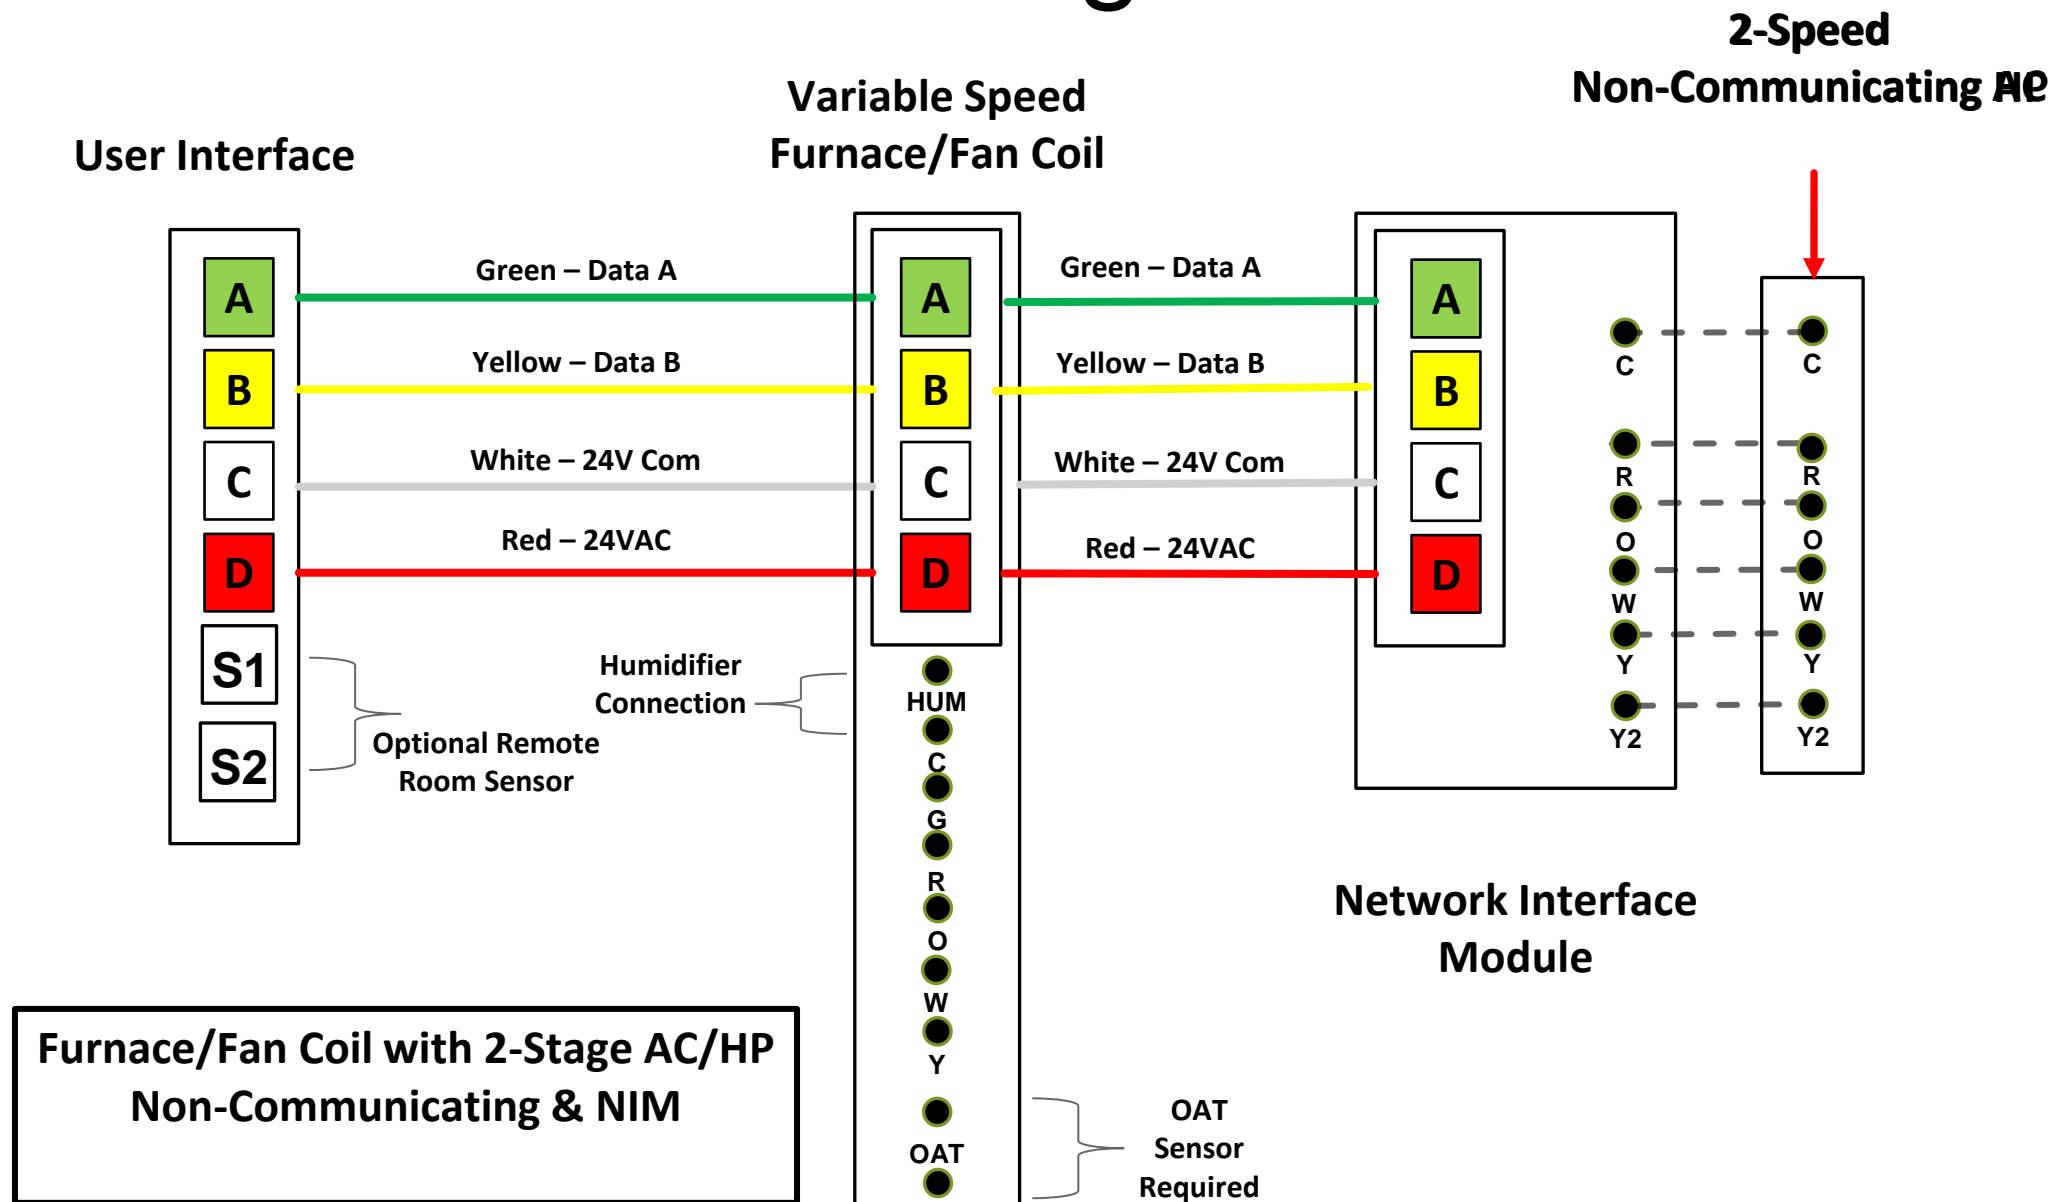 2-Speed
Non-Communicating
Variable Speed
Furnace/Fan Coil
User Interface
Green – Data A
Green – Data A
A
A
A
Yellow – Data B
Yellow – Data B
B
B
B
White – 24V Com
White – 24V Com
C
C
C
Red – 24VAC
Red – 24VAC
D
D
D
S1
S2
Optional Remote
Room Sensor
Humidifier
Connection
HUM
C
G
R
O
W
Y
OAT
OAT
Sensor
Required
C
R
O
W
Y
Y2
C
R
O
W
Y
Y2
Network Interface
Module
Furnace/Fan Coil with 2-Stage AC/HP
Non-Communicating & NIM